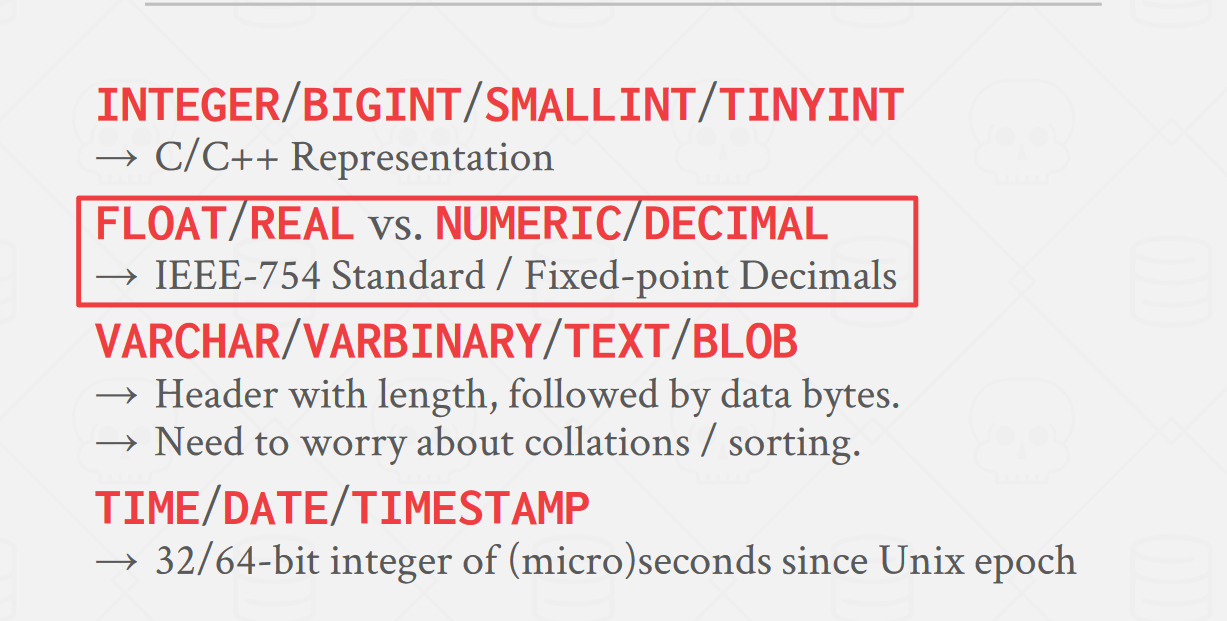 INTEGER/BIGINT/SMALLINT/TINYINT
→ C/C++ Representation
FLOAT/REAL vs. NUMERIC/DECIMAL
→ IEEE-754 Standard / Fixed-point Decimals
VARCHAR/VARBINARY/TEXT/BLOB
→ Header with length, followed by data bytes.
→ Need to worry about collations / sorting.
TIME/DATE/TIMESTAMP
→ 32/64-bit integer of (micro)seconds since Unix epoch